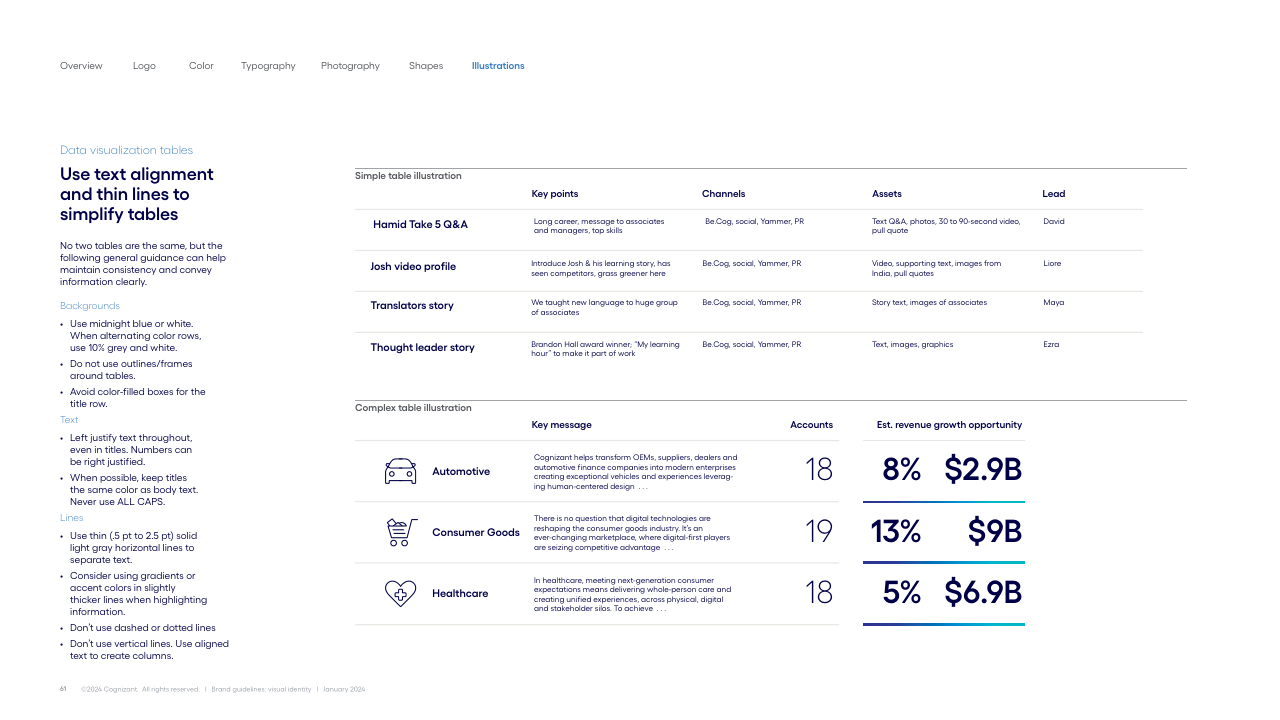 Overview Logo Color Typography Photography Shapes Illustrations
Data visualization tables
Use text alignment
and thin lines to
simplify tables
No two tables are the same, but the
following general guidance can help
maintain consistency and convey
information clearly.
Backgrounds
• Use midnight blue or white.
When alternating color rows,
use 10% grey and white.
• Do not use outlines/frames
around tables.
• Avoid color-filled boxes for the
title row.
Text
• Left justify text throughout,
even in titles. Numbers can
be right justified.
• When possible, keep titles
the same color as body text.
Never use ALL CAPS.
Lines
• Use thin (.5 pt to 2.5 pt) solid
light gray horizontal lines to
separate text.
• Consider using gradients or
accent colors in slightly
thicker lines when highlighting
information.
• Don't use dashed or dotted lines
• Don't use vertical lines. Use aligned
text to create columns.
Simple table illustration
Key points Channels Assets Lead
Hamid Take 5 Q&A
Long career, message to associates
and managers, top skills
Be.Cog, social, Yammer, PR
Text Q&A, photos, 30 to 90-second video,
pull quote
David
Josh video profile
Introduce Josh & his learning story, has
seen competitors, grass greener here
Be.Cog, social, Yammer, PR
Video, supporting text, images from
India, pull quotes
Liore
Translators story
We taught new language to huge group
of associates
Be.Cog, social, Yammer, PR
Story text, images of associates
Maya
Thought leader story
Brandon Hall award winner; "My learning
hour" to make it part of work
Be.Cog, social, Yammer, PR
Text, images, graphics
Ezra
Complex table illustration
Key message Accounts Est. revenue growth opportunity
Automotive
Cognizant helps transform OEMs, suppliers, dealers and
automotive finance companies into modern enterprises
creating exceptional vehicles and experiences leverag-
ing human-centered design . . .
18 8% $2.9B
Consumer Goods
There is no question that digital technologies are
reshaping the consumer goods industry. It's an
ever-changing marketplace, where digital-first players
are seizing competitive advantage . . .
19 13% $9B
Healthcare
In healthcare, meeting next-generation consumer
expectations means delivering whole-person care and
creating unified experiences, across physical, digital
and stakeholder silos. To achieve . . .
18 5% $6.9B
61 ©2024 Cognizant. All rights reserved. | Brand guidelines: visual identity | January 2024